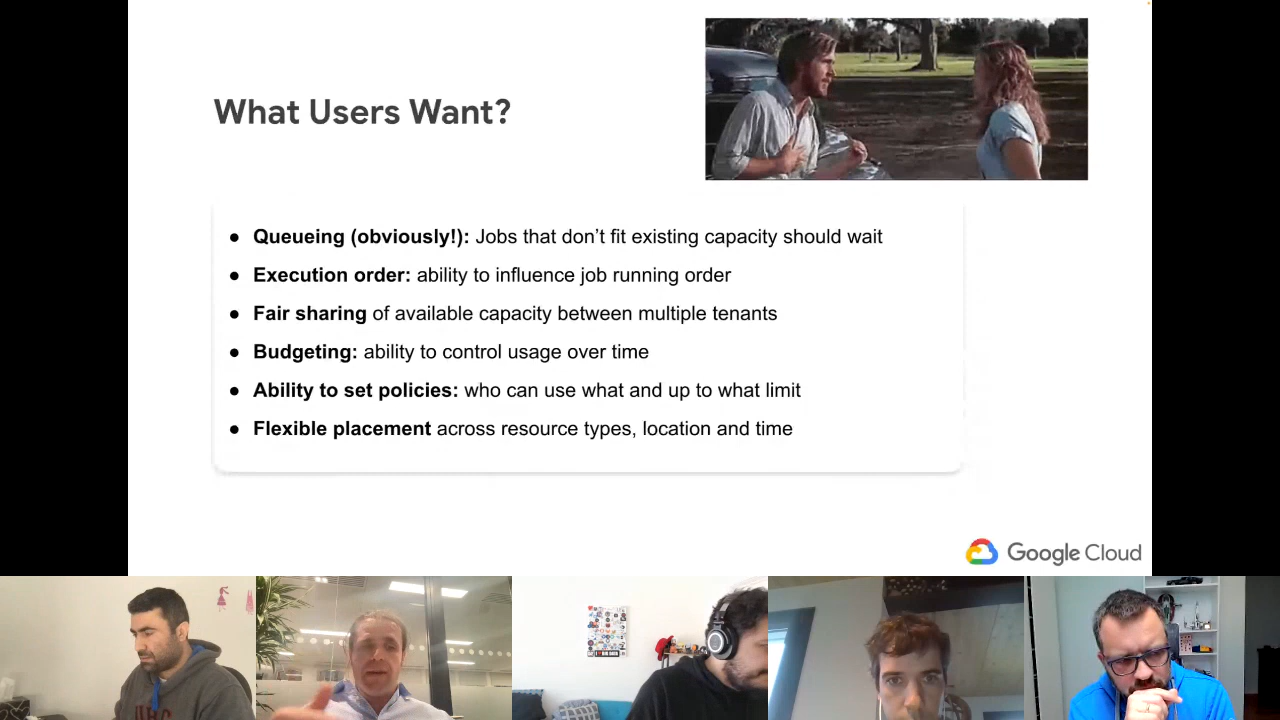 What Users Want?
● Queueing (obviously!): Jobs that don’t fit existing capacity should wait
● Execution order: ability to influence job running order
● Fair sharing of available capacity between multiple tenants
● Budgeting: ability to control usage over time
● Ability to set policies: who can use what and up to what limit
● Flexible placement across resource types, location and time
Google Cloud